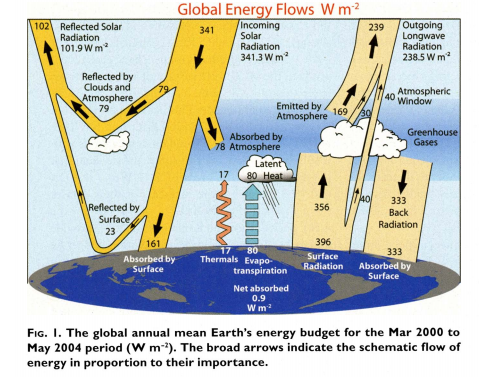 Global Energy Flows W m-2
102
Reflected Solar
Radiation
101.9 W m-2
341
Incoming
Solar
Radiation
341.3 W m-2
239
Outgoing
Longwave
Radiation
238.5 W m-2
Reflected by
Clouds and
Atmosphere
79
79
Emitted by
Atmosphere
169
30
40
Atmospheric
Window
Greenhouse
Gases
78
Absorbed by
Atmosphere
17
Latent
80 Heat
Reflected by
Surface
23
356
40
333
Back
Radiation
161
Absorbed by
Surface
17
Thermals
80
Evapo-
transpiration
396
Surface
Radiation
333
Absorbed by
Surface
Net absorbed
0.9
W m-2
FIG. 1. The global annual mean Earth's energy budget for the Mar 2000 to
May 2004 period (W m–2). The broad arrows indicate the schematic flow of
energy in proportion to their importance.